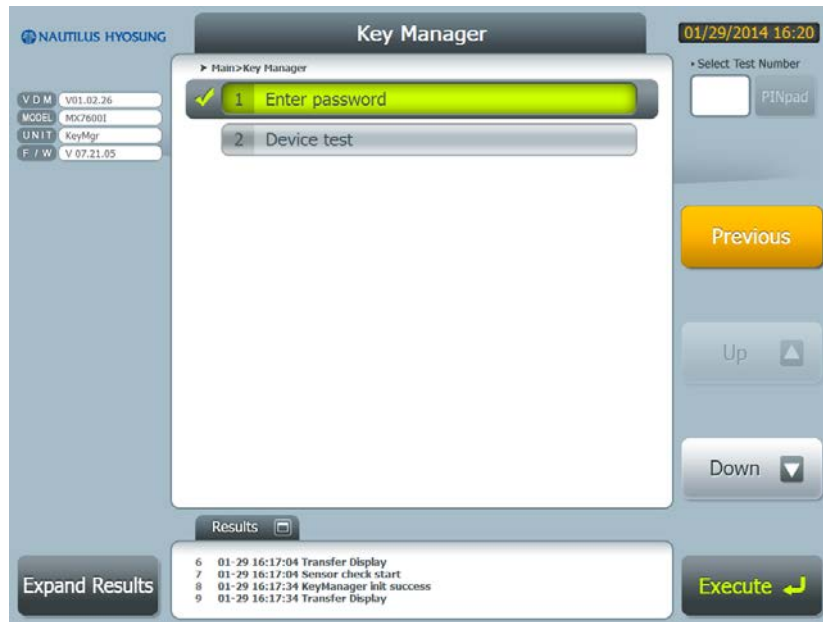 NAUTILUS HYOSUNG
Key Manager
01/29/2014 16:20
Main>Key Manager
• Select Test Number
PINpad
VDM V01.02.26
MODEL MX7600I
UNIT KeyMgr
F / W V 07.21.05
1 Enter password
2 Device test
Previous
Up
Down
Results
Expand Results
6 01-29 16:17:04 Transfer Display
7 01-29 16:17:04 Sensor check start
8 01-29 16:17:34 KeyManager init success
9 01-29 16:17:34 Transfer Display
Execute